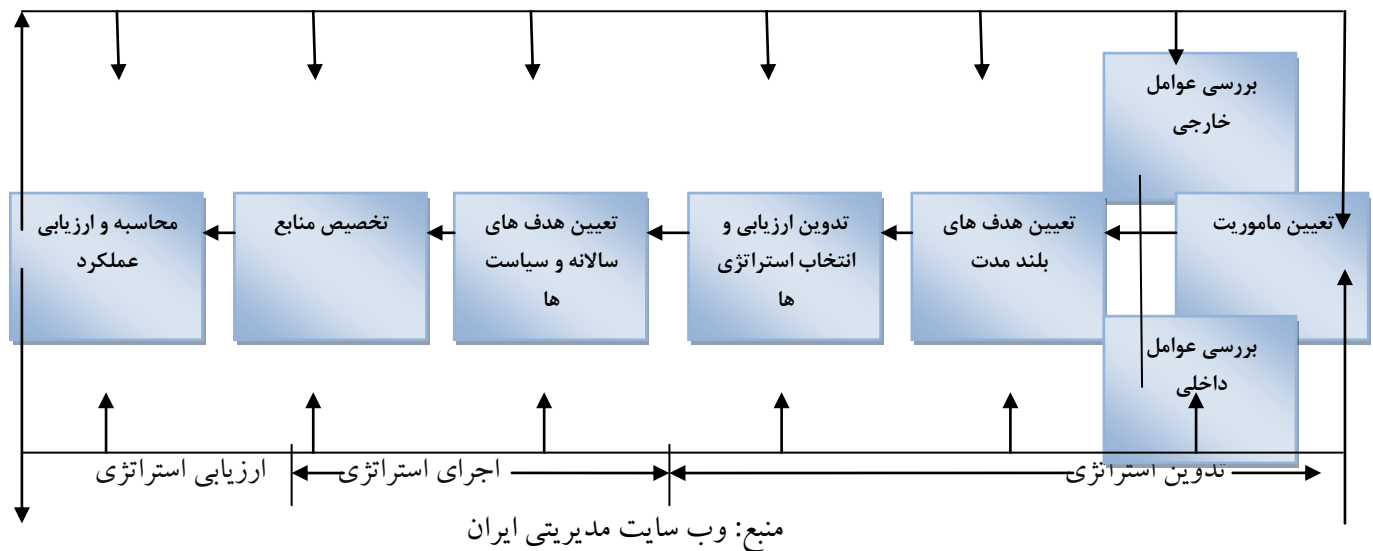 بررسی عوامل
خارجی
تعیین ماموریت
تعیین هدف های
بلند مدت
تدوین ارزیابی و
انتخاب استراتژی
ها
تعیین هدف های
سالانه و سیاست
ها
تخصیص منابع
محاسبه و ارزیابی
عملکرد
بررسی عوامل
داخلی
تدوین استراتژی
اجرای استراتژی
ارزیابی استراتژی
منبع: وب سایت مدیریتی ایران